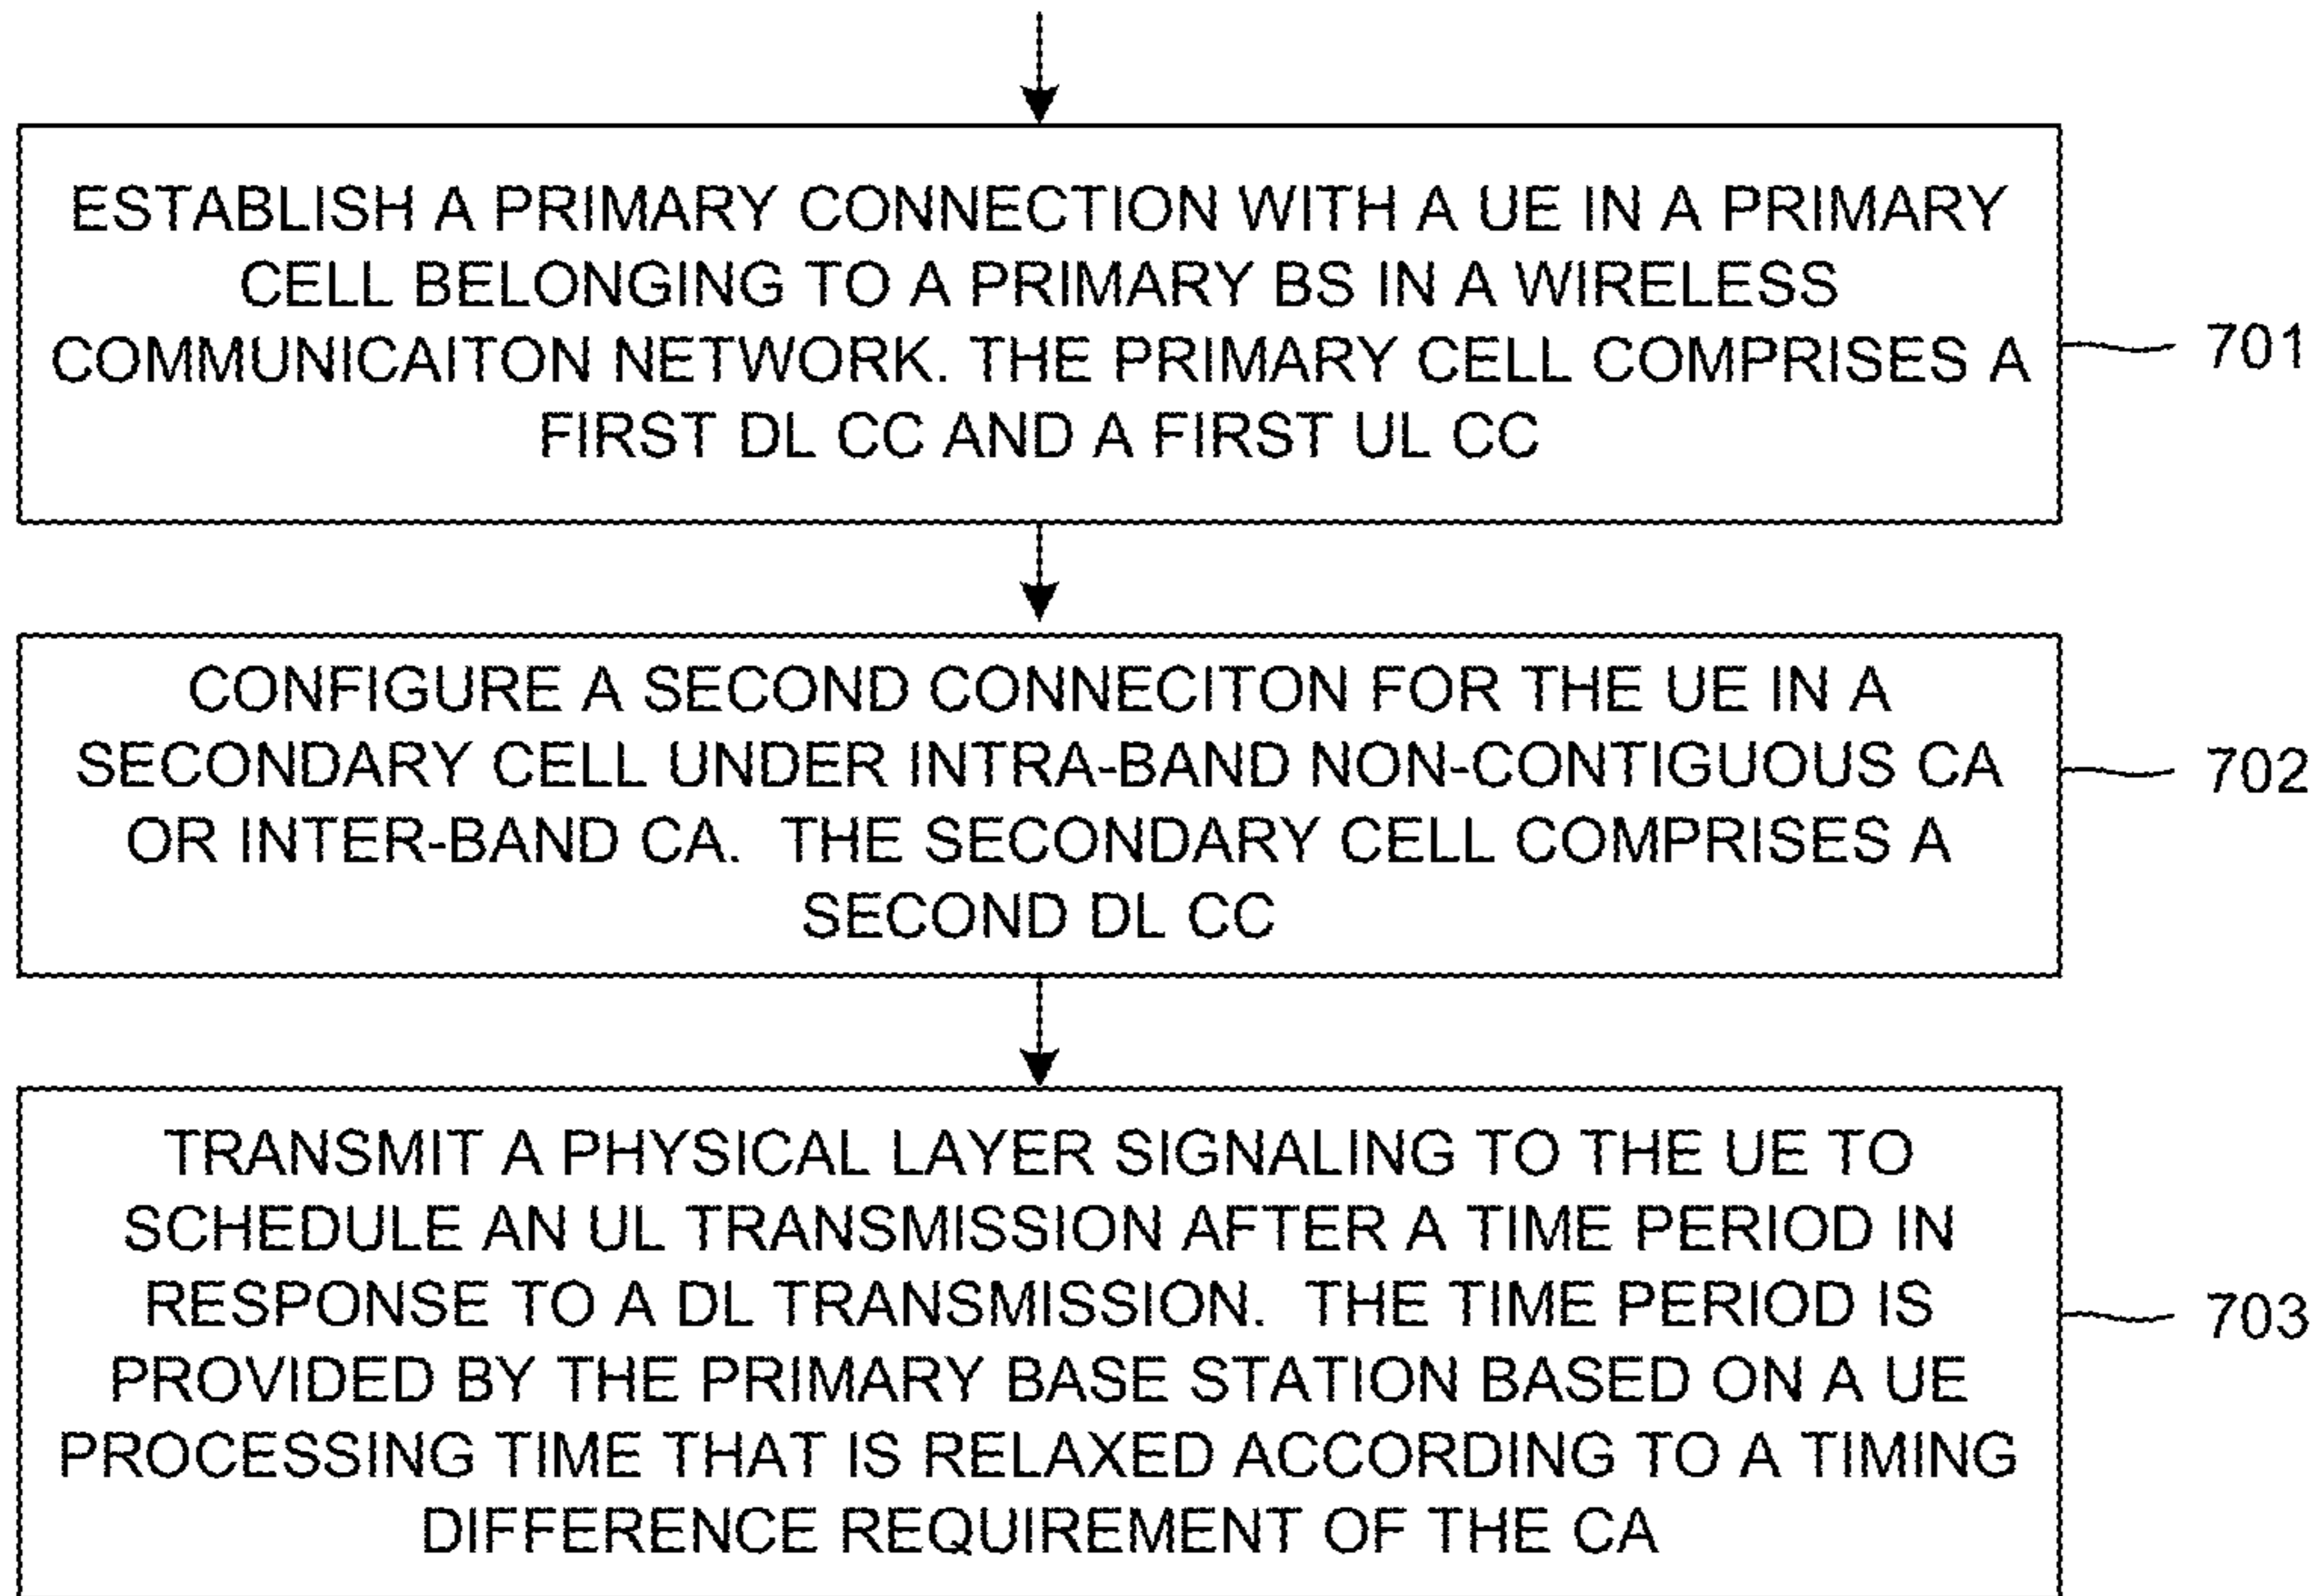 ESTABLISH A PRIMARY CONNECTION WITH A UE IN A PRIMARY
CELL BELONGING TO A PRIMARY BS IN A WIRELESS
COMMUNICAITON NETWORK. THE PRIMARY CELL COMPRISES A
FIRST DL CC AND A FIRST UL CC
701
CONFIGURE A SECOND CONNECITON FOR THE UE IN A
SECONDARY CELL UNDER INTRA-BAND NON-CONTIGUOUS CA
OR INTER-BAND CA. THE SECONDARY CELL COMPRISES A
SECOND DL CC
702
TRANSMIT A PHYSICAL LAYER SIGNALING TO THE UE TO
SCHEDULE AN UL TRANSMISSION AFTER A TIME PERIOD IN
RESPONSE TO A DL TRANSMISSION. THE TIME PERIOD IS
PROVIDED BY THE PRIMARY BASE STATION BASED ON A UE
PROCESSING TIME THAT IS RELAXED ACCORDING TO A TIMING
DIFFERENCE REQUIREMENT OF THE CA
703